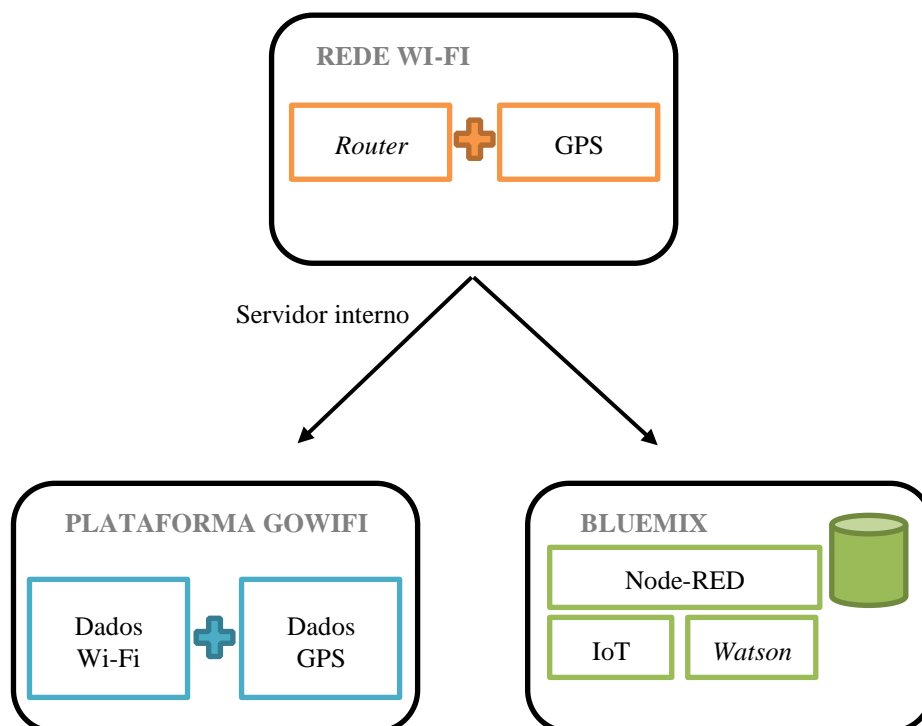 REDE WI-FI
Router
GPS
Servidor interno
PLATAFORMA GOWIFI
Dados
Wi-Fi
Dados
GPS
BLUEMIX
Node-RED
IoT
Watson